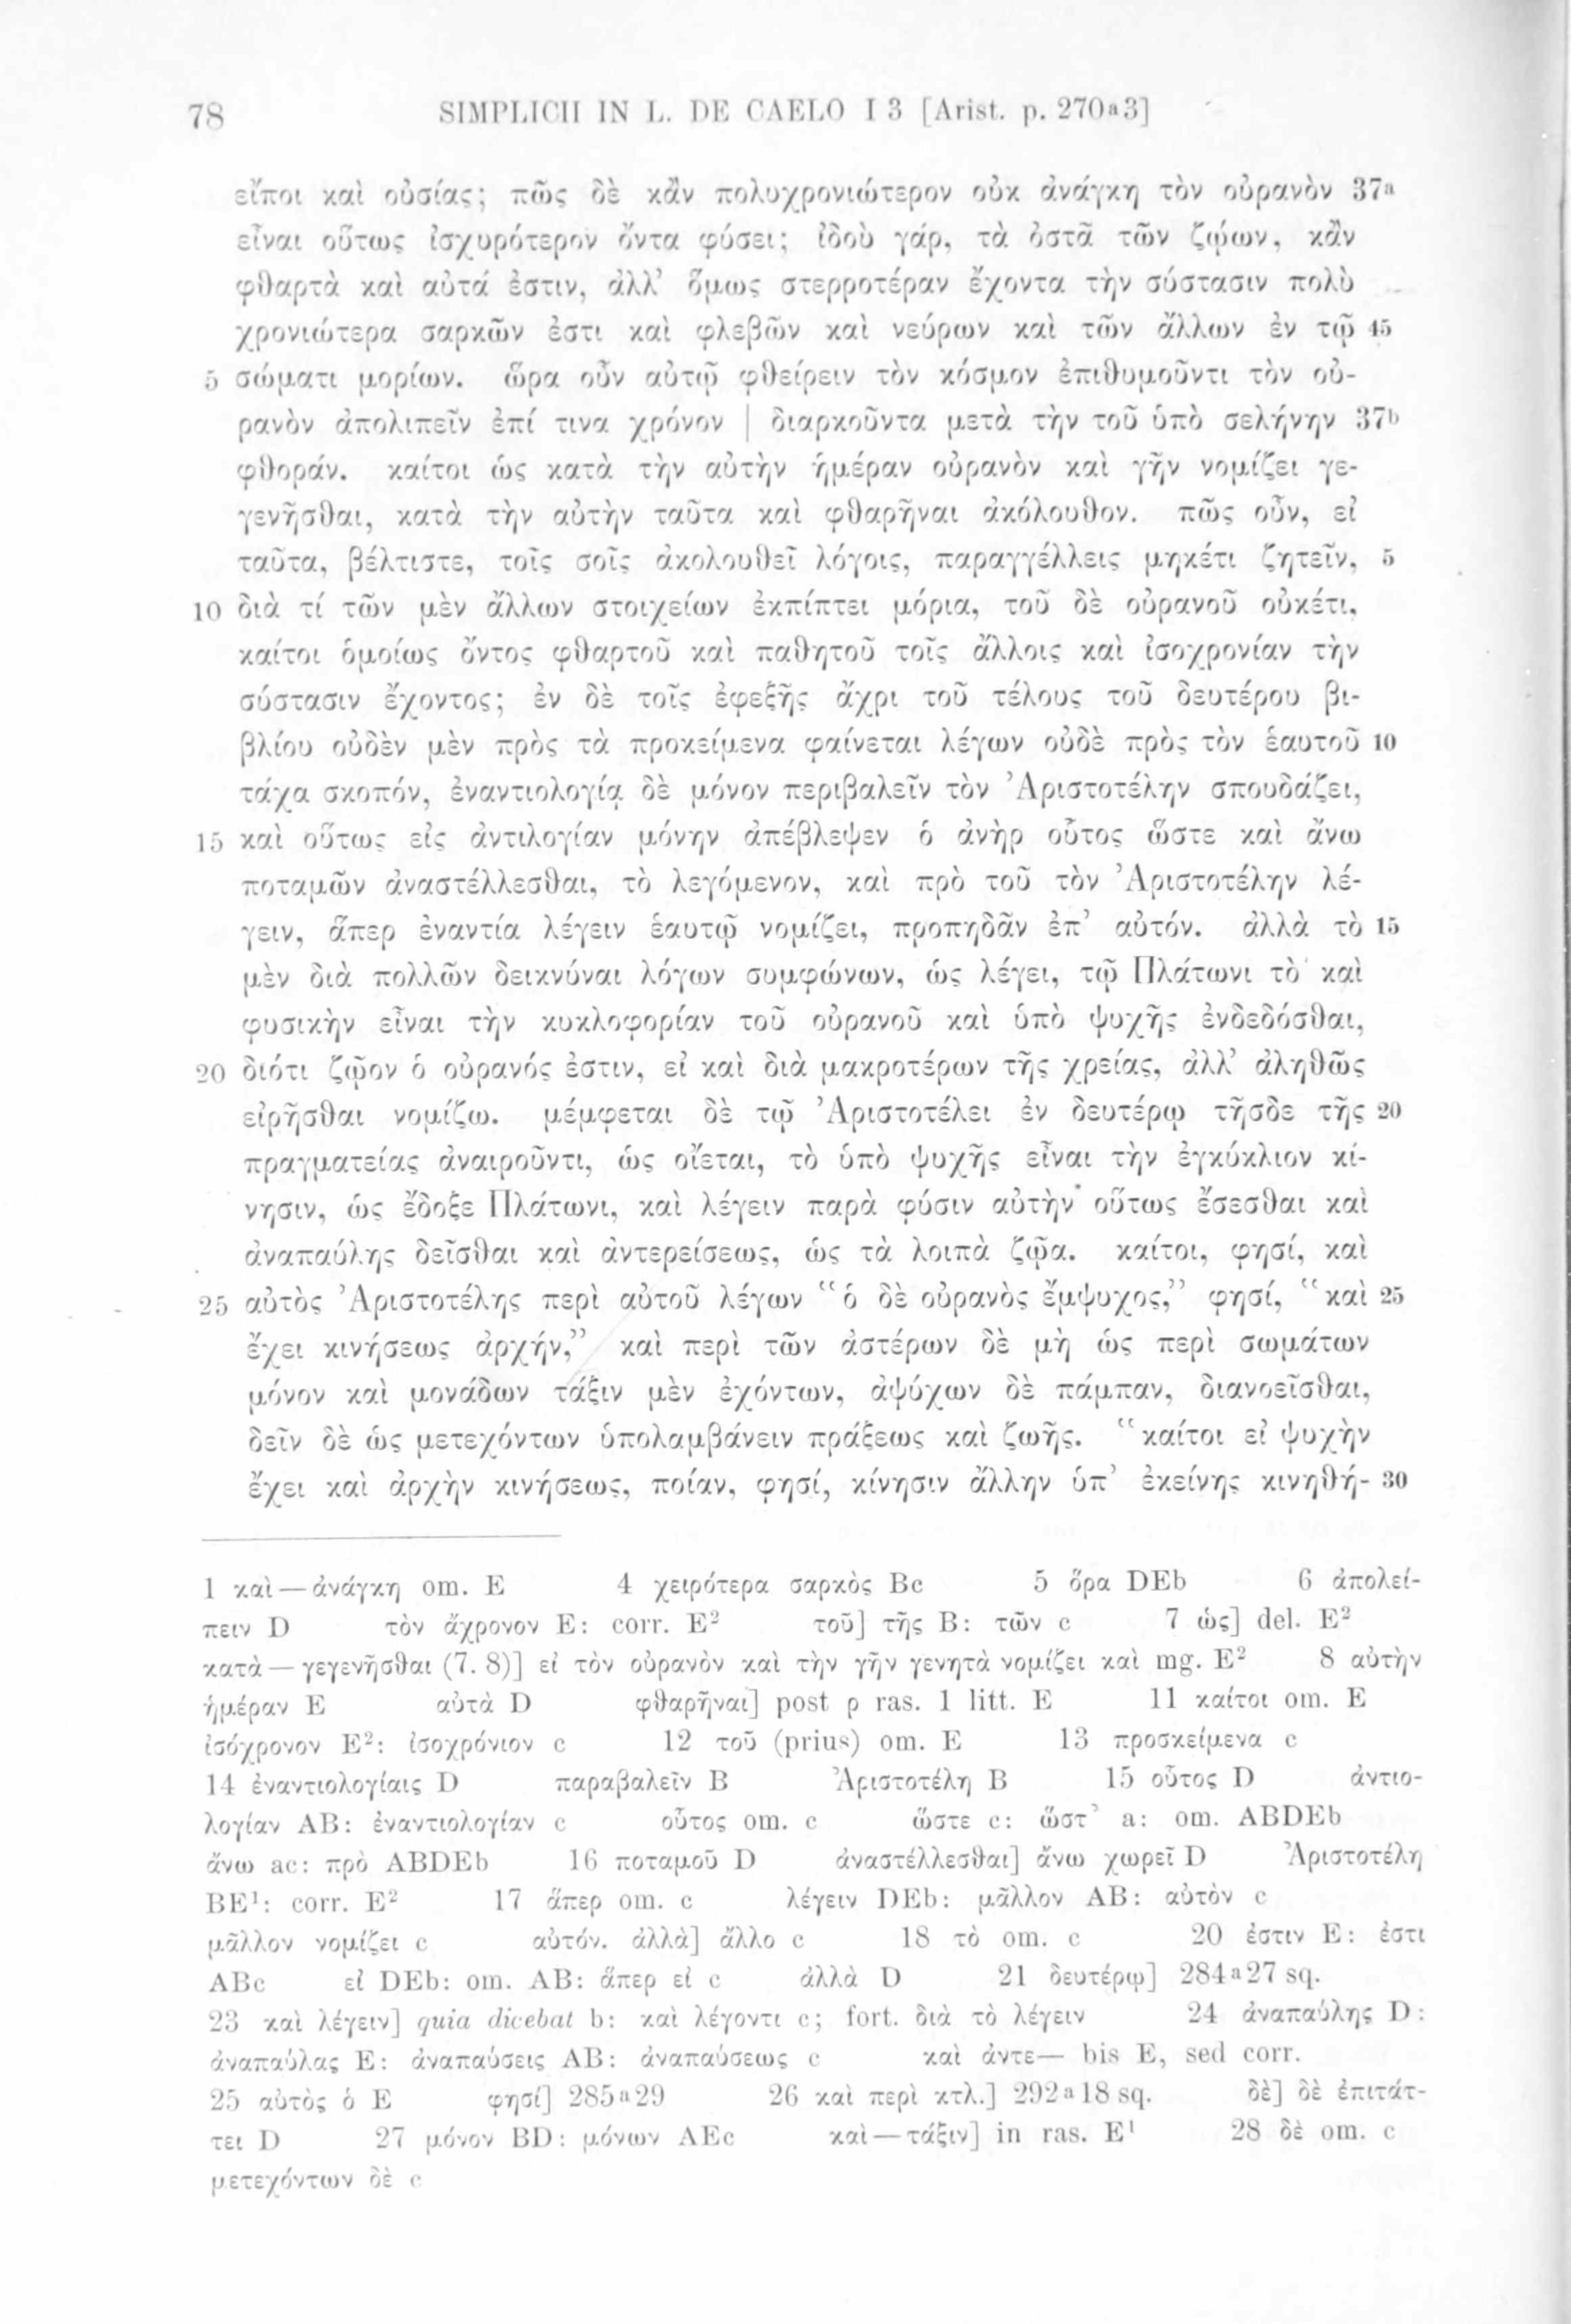 78 SIMPLICII IN L. DE CAELO I 3 [Arist. p. 270a3]
εἴποι καὶ οὐσίας; πῶς δὲ κἂν πολυχρονιώτερον οὐκ ἀνάγκη τὸν οὐρανὸν 37a
εἶναι οὕτως ἰσχυρότερον ὄντα φύσει; ἰδοὺ γάρ, τὰ ὀστᾶ τῶν ζῴων, κἂν
φθαρτὰ καὶ αὐτά ἐστιν, ἀλλ’ ὅμως στερροτέραν ἔχοντα τὴν σύστασιν πολὺ
χρονιώτερα σαρκῶν ἐστι καὶ φλεβῶν καὶ νεύρων καὶ τῶν ἄλλων ἐν τῷ 45
5 σώματι μορίων. ὥρα οὖν αὐτῷ φθείρειν τὸν κόσμον ἐπιθυμοῦντι τὸν οὐ-
ρανὸν ἀπολιπεῖν ἐπί τινα χρόνον | διαρκοῦντα μετὰ τὴν τοῦ ὑπὸ σελήνην 37b
φθοράν. καίτοι ὡς κατὰ τὴν αὐτὴν ἡμέραν οὐρανὸν καὶ γῆν νομίζει γε-
γενῆσθαι, κατὰ τὴν αὐτὴν ταῦτα καὶ φθαρῆναι ἀκόλουθον. πῶς οὖν, εἰ
ταῦτα, βέλτιστε, τοῖς σοῖς ἀκολουθεῖ λόγοις, παραγγέλλεις μηκέτι ζητεῖν, 5
10 διὰ τί τῶν μὲν ἄλλων στοιχείων ἐκπίπτει μόρια, τοῦ δὲ οὐρανοῦ οὐκέτι,
καίτοι ὁμοίως ὄντος φθαρτοῦ καὶ παθητοῦ τοῖς ἄλλοις καὶ ἰσοχρονίαν τὴν
σύστασιν ἔχοντος; ἐν δὲ τοῖς ἐφεξῆς ἄχρι τοῦ τέλους τοῦ δευτέρου βι-
βλίου οὐδὲν μὲν πρὸς τὰ προκείμενα φαίνεται λέγων οὐδὲ πρὸς τὸν ἑαυτοῦ 10
τάχα σκοπόν, ἐναντιολογίᾳ δὲ μόνον περιβαλεῖν τὸν Ἀριστοτέλην σπουδάζει,
15 καὶ οὕτως εἰς ἀντιλογίαν μόνην ἀπέβλεψεν ὁ ἀνὴρ οὗτος ὥστε καὶ ἄνω
ποταμῶν ἀναστέλλεσθαι, τὸ λεγόμενον, καὶ πρὸ τοῦ τὸν Ἀριστοτέλην λέ-
γειν, ἅπερ ἐναντία λέγειν ἑαυτῷ νομίζει, προπηδᾶν ἐπ’ αὐτόν. ἀλλὰ τὸ 15
μὲν διὰ πολλῶν δεικνύναι λόγων συμφώνων, ὡς λέγει, τῷ Πλάτωνι τὸ καὶ
φυσικὴν εἶναι τὴν κυκλοφορίαν τοῦ οὐρανοῦ καὶ ὑπὸ ψυχῆς ἐνδεδόσθαι,
20 διότι ζῷον ὁ οὐρανός ἐστιν, εἰ καὶ διὰ μακροτέρων τῆς χρείας, ἀλλ’ ἀληθῶς
εἰρῆσθαι νομίζω. μέμφεται δὲ τῷ Ἀριστοτέλει ἐν δευτέρῳ τῆσδε τῆς 20
πραγματείας ἀναιροῦντι, ὡς οἴεται, τὸ ὑπὸ ψυχῆς εἶναι τὴν ἐγκύκλιον κί-
νησιν, ὡς ἔδοξε Πλάτωνι, καὶ λέγειν παρὰ φύσιν αὐτὴν οὕτως ἔσεσθαι καὶ
ἀναπαύλης δεῖσθαι καὶ ἀντερείσεως, ὡς τὰ λοιπὰ ζῷα. καίτοι, φησί, καὶ
25 αὐτὸς Ἀριστοτέλης περὶ αὐτοῦ λέγων “ὁ δὲ οὐρανὸς ἔμψυχος,” φησί, “καὶ 25
ἔχει κινήσεως ἀρχήν,” καὶ περὶ τῶν ἀστέρων δὲ μὴ ὡς περὶ σωμάτων
μόνον καὶ μονάδων τάξιν μὲν ἐχόντων, ἀψύχων δὲ πάμπαν, διανοεῖσθαι,
δεῖν δὲ ὡς μετεχόντων ὑπολαμβάνειν πράξεως καὶ ζωῆς. “καίτοι εἰ ψυχὴν
ἔχει καὶ ἀρχὴν κινήσεως, ποίαν, φησί, κίνησιν ἄλλην ὑπ’ ἐκείνης κινηθή- 30
1 καὶ — ἀνάγκη om. E 4 χειρότερα σαρκὸς Bc 5 ὅρα DEb 6 ἀπολεί-
πειν D τὸν ἄχρονον E: corr. E² τοῦ] τῆς B: τῶν c 7 ὡς] del. E²
κατὰ — γεγενῆσθαι (7. 8)] εἰ τὸν οὐρανὸν καὶ τὴν γῆν γενητὰ νομίζει καὶ mg. E² 8 αὐτὴν
ἡμέραν E αὐτὰ D φθαρῆναι] post ρ ras. 1 litt. E 11 καίτοι om. E
ἰσόχρονον E²: ἰσοχρόνιον c 12 τοῦ (prius) om. E 13 προσκείμενα c
14 ἐναντιολογίαις D παραβαλεῖν B Ἀριστοτέλη B 15 οὗτος D ἀντιο-
λογίαν AB: ἐναντιολογίαν c οὗτος om. c ὥστε c: ὥστ’ a: om. ABDEb
ἄνω ac: πρὸ ABDEb 16 ποταμοῦ D ἀναστέλλεσθαι] ἄνω χωρεῖ D Ἀριστοτέλη
BE¹: corr. E² 17 ἅπερ om. c λέγειν DEb: μᾶλλον AB: αὐτὸν c
μᾶλλον νομίζει c αὐτόν. ἀλλὰ] ἄλλο c 18 τὸ om. c 20 ἐστιν E: ἐστι
ABc εἰ DEb: om. AB: ἅπερ εἰ c ἀλλὰ D 21 δευτέρῳ] 284a27 sq.
23 καὶ λέγειν] quia dicebat b: καὶ λέγοντι c; fort. διὰ τὸ λέγειν 24 ἀναπαύλης D:
ἀναπαύλας E: ἀναπαύσεις AB: ἀναπαύσεως c καὶ ἀντε— bis E, sed corr.
25 αὐτὸς ὁ E φησί] 285a29 26 καὶ περὶ κτλ.] 292a18 sq. δὲ] δὲ ἐπιτάτ-
τει D 27 μόνον BD: μόνων AEc καὶ — τάξιν] in ras. E¹ 28 δὲ om. c
μετεχόντων δὲ c